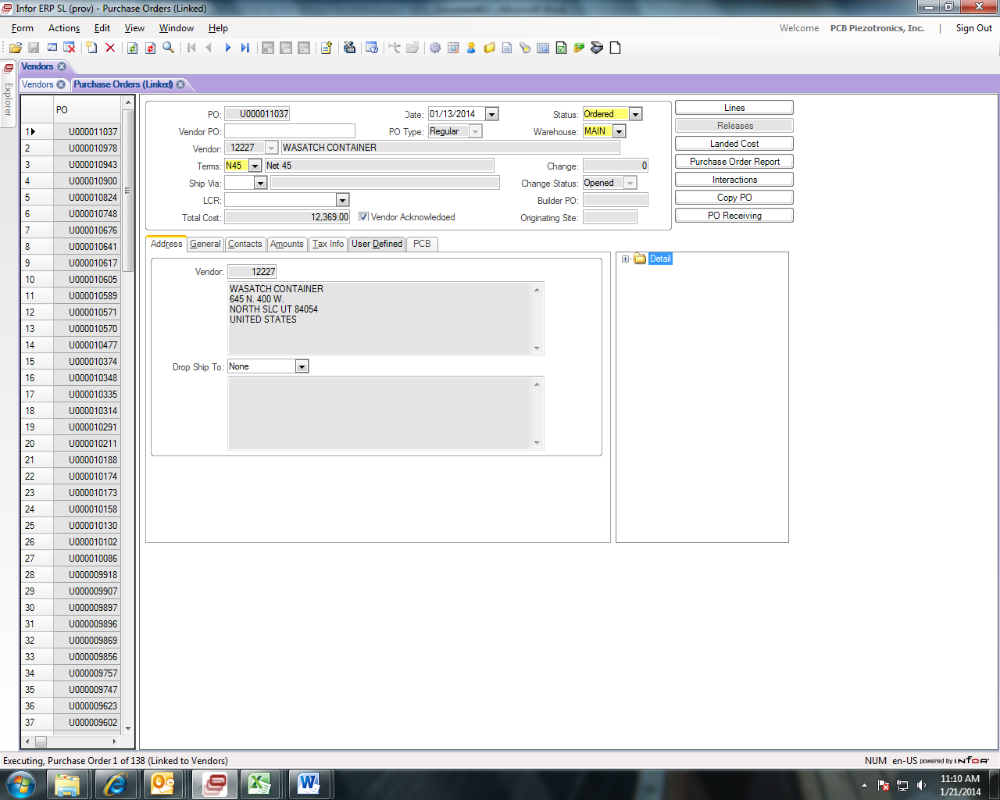 Infor ERP SL (prov) - Purchase Orders (Linked)
Form Actions Edit View Window Help
Welcome PCB Piezotronics, Inc. | Sign Out
Explorer
Vendors
Vendors Purchase Orders (Linked)
PO
1 U000011037
2 U000010978
3 U000010943
4 U000010900
5 U000010824
6 U000010748
7 U000010676
8 U000010641
9 U000010617
10 U000010605
11 U000010589
12 U000010571
13 U000010570
14 U000010477
15 U000010374
16 U000010348
17 U000010335
18 U000010314
19 U000010291
20 U000010211
21 U000010188
22 U000010174
23 U000010173
24 U000010158
25 U000010130
26 U000010102
27 U000010086
28 U000009918
29 U000009907
30 U000009897
31 U000009896
32 U000009869
33 U000009856
34 U000009757
35 U000009747
36 U000009623
37 U000009602
PO: U000011037 Date: 01/13/2014 Status: Ordered
Vendor PO: PO Type: Regular Warehouse: MAIN
Vendor: 12227 WASATCH CONTAINER
Terms: N45 Net 45 Change: 0
Ship Via: Change Status: Opened
LCR: Builder PO:
Total Cost: 12,369.00 Vendor Acknowledged Originating Site:
Lines
Releases
Landed Cost
Purchase Order Report
Interactions
Copy PO
PO Receiving
Address General Contacts Amounts Tax Info User Defined PCB
Vendor: 12227
WASATCH CONTAINER
645 N. 400 W.
NORTH SLC UT 84054
UNITED STATES
Drop Ship To: None
Detail
Executing, Purchase Order 1 of 138 (Linked to Vendors)
NUM en-US powered by infor
11:10 AM
1/21/2014